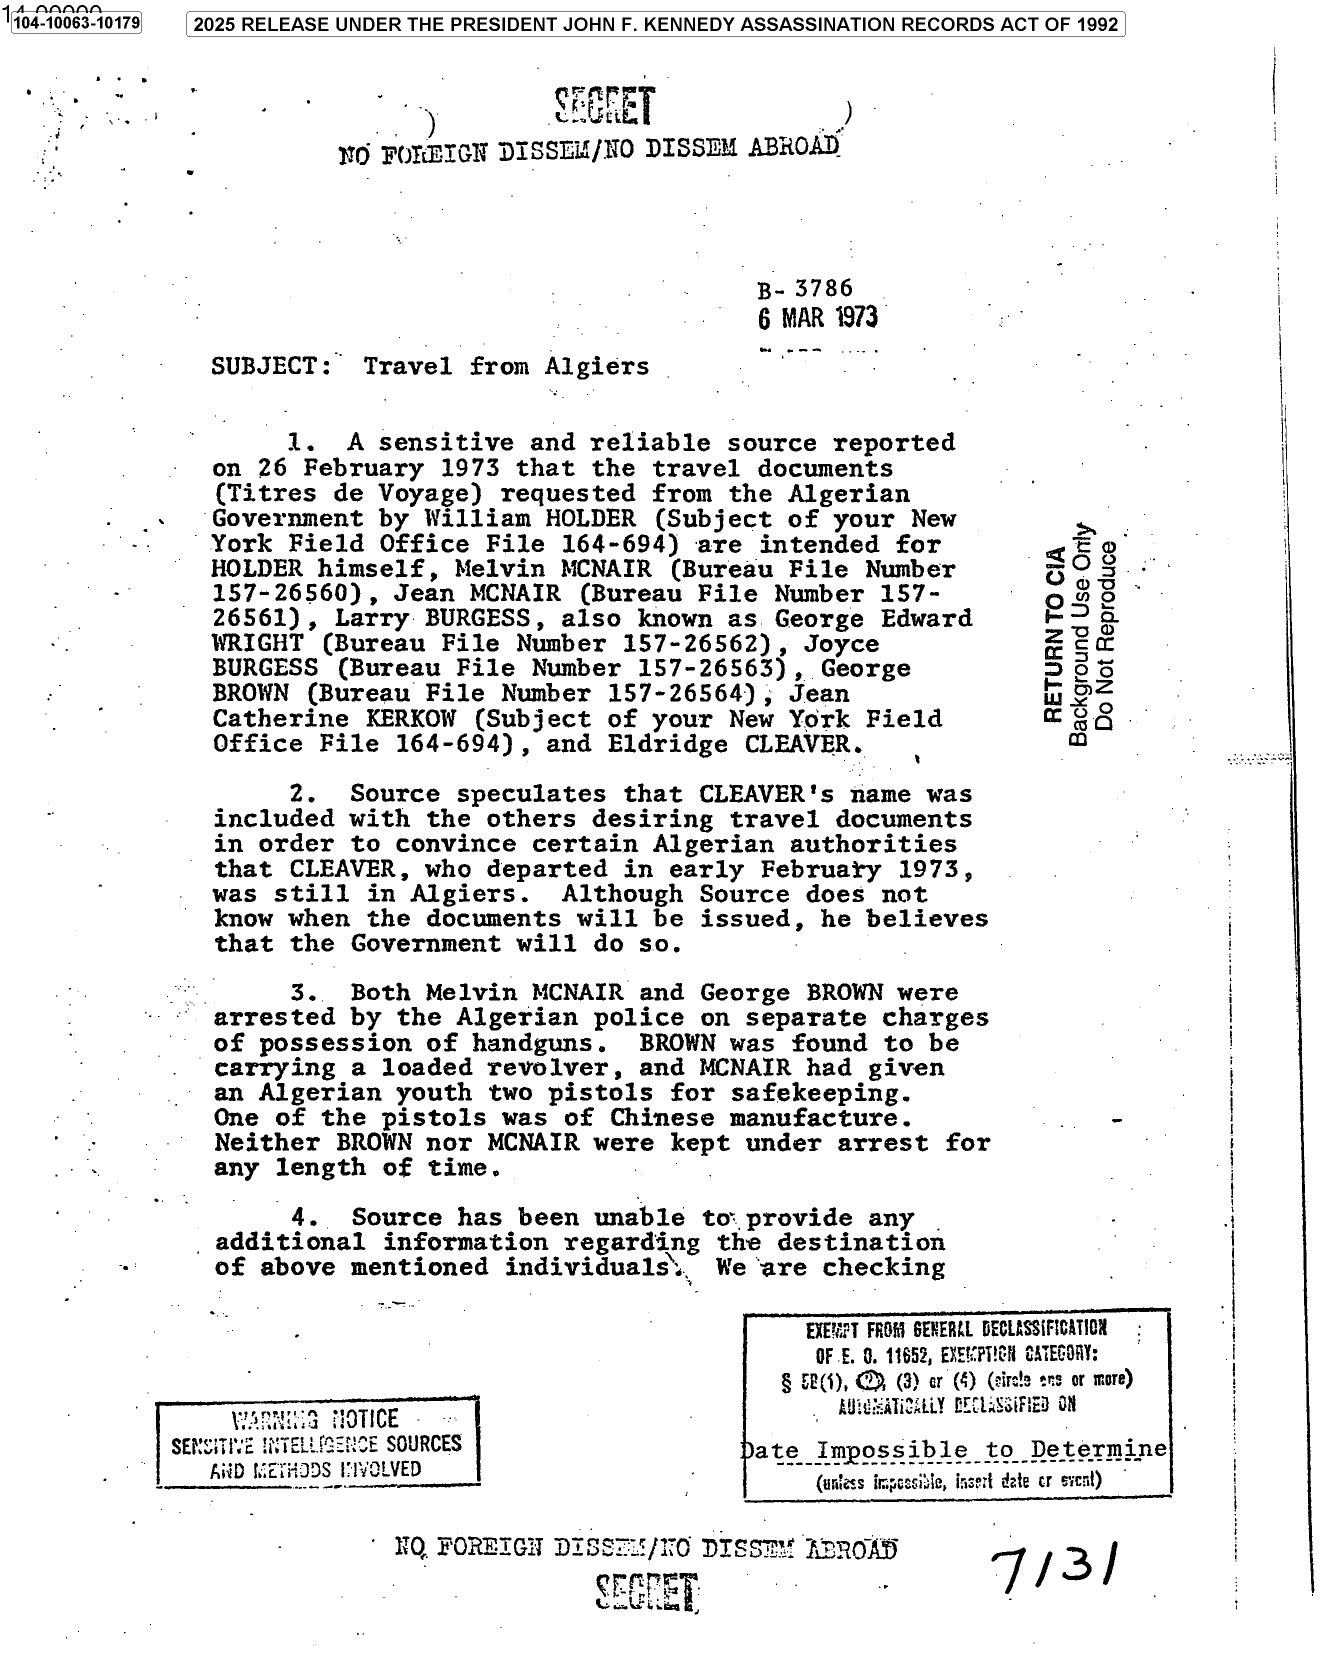 104-10063-10179
2025 RELEASE UNDER THE PRESIDENT JOHN F. KENNEDY ASSASSINATION RECORDS ACT OF 1992
SECRET
NO FOREIGN DISSEM/NO DISSEM ABROAD
B- 3786
6 MAR 1973
SUBJECT: Travel from Algiers
1. A sensitive and reliable source reported
on 26 February 1973 that the travel documents
(Titres de Voyage) requested from the Algerian
Government by William HOLDER (Subject of your New
York Field Office File 164-694) are intended for
HOLDER himself, Melvin MCNAIR (Bureau File Number
157-26560), Jean MCNAIR (Bureau File Number 157-
26561), Larry BURGESS, also known as George Edward
WRIGHT (Bureau File Number 157-26562), Joyce
BURGESS (Bureau File Number 157-26563), George
BROWN (Bureau File Number 157-26564), Jean
Catherine KERKOW (Subject of your New York Field
Office File 164-694), and Eldridge CLEAVER.
RETURN TO CIA
Background Use Only
Do Not Reproduce
2. Source speculates that CLEAVER's name was
included with the others desiring travel documents
in order to convince certain Algerian authorities
that CLEAVER, who departed in early February 1973,
was still in Algiers. Although Source does not
know when the documents will be issued, he believes
that the Government will do so.
3. Both Melvin MCNAIR and George BROWN were
arrested by the Algerian police on separate charges
of possession of handguns. BROWN was found to be
carrying a loaded revolver, and MCNAIR had given
an Algerian youth two pistols for safekeeping.
One of the pistols was of Chinese manufacture.
Neither BROWN nor MCNAIR were kept under arrest for
any length of time.
4. Source has been unable to provide any
additional information regarding the destination
of above mentioned individuals. We are checking
EXEMPT FROM GENERAL DECLASSIFICATION
OF E. O. 11652, EXEMPTION CATEGORY:
§ 5B(1), (2), (3) or (4) (circle one or more)
AUTOMATICALLY DECLASSIFIED ON
Date Impossible to Determine
(unless impossible, insert date or event)
WARNING NOTICE
SENSITIVE INTELLIGENCE SOURCES
AND METHODS INVOLVED
NO FOREIGN DISSEM/NO DISSEM ABROAD
SECRET
7131